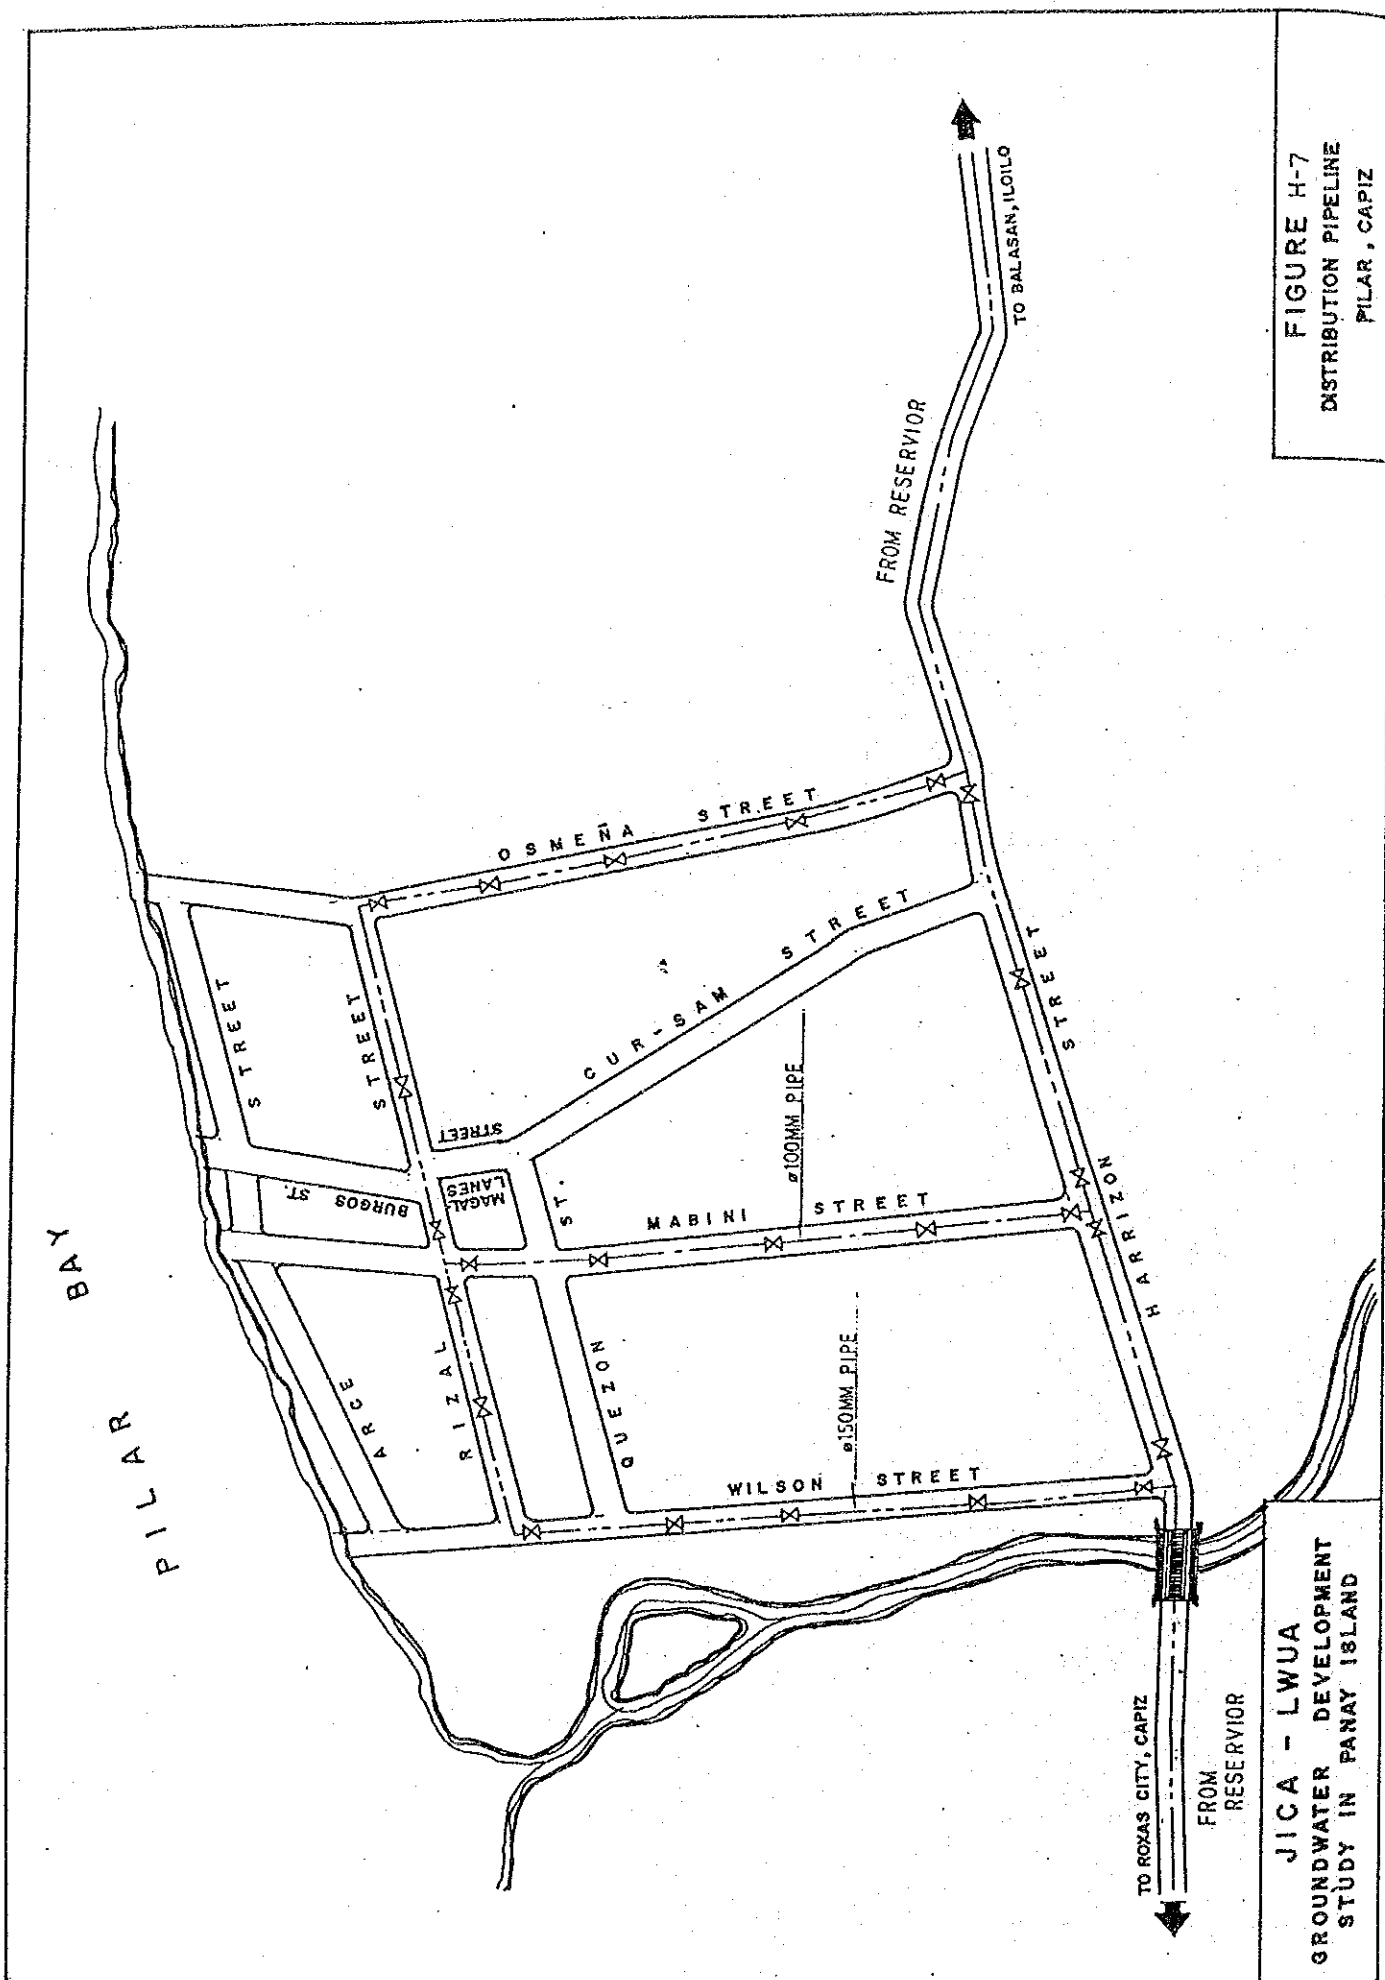 PILAR BAY
TO BALASAN, ILOILO
FROM RESERVIOR
OSMEÑA STREET
CUR-SAM STREET
STREET
STREET
BURGOS ST.
MAGAL-
LANES
STREET
ARCE
RIZAL
QUEZON
ST.
MABINI STREET
ø100MM PIPE
ø150MM PIPE
WILSON STREET
HARRIZON STREET
TO ROXAS CITY, CAPIZ
FROM
RESERVIOR
JICA - LWUA
GROUNDWATER DEVELOPMENT
STUDY IN PANAY ISLAND
FIGURE H-7
DISTRIBUTION PIPELINE
PILAR, CAPIZ